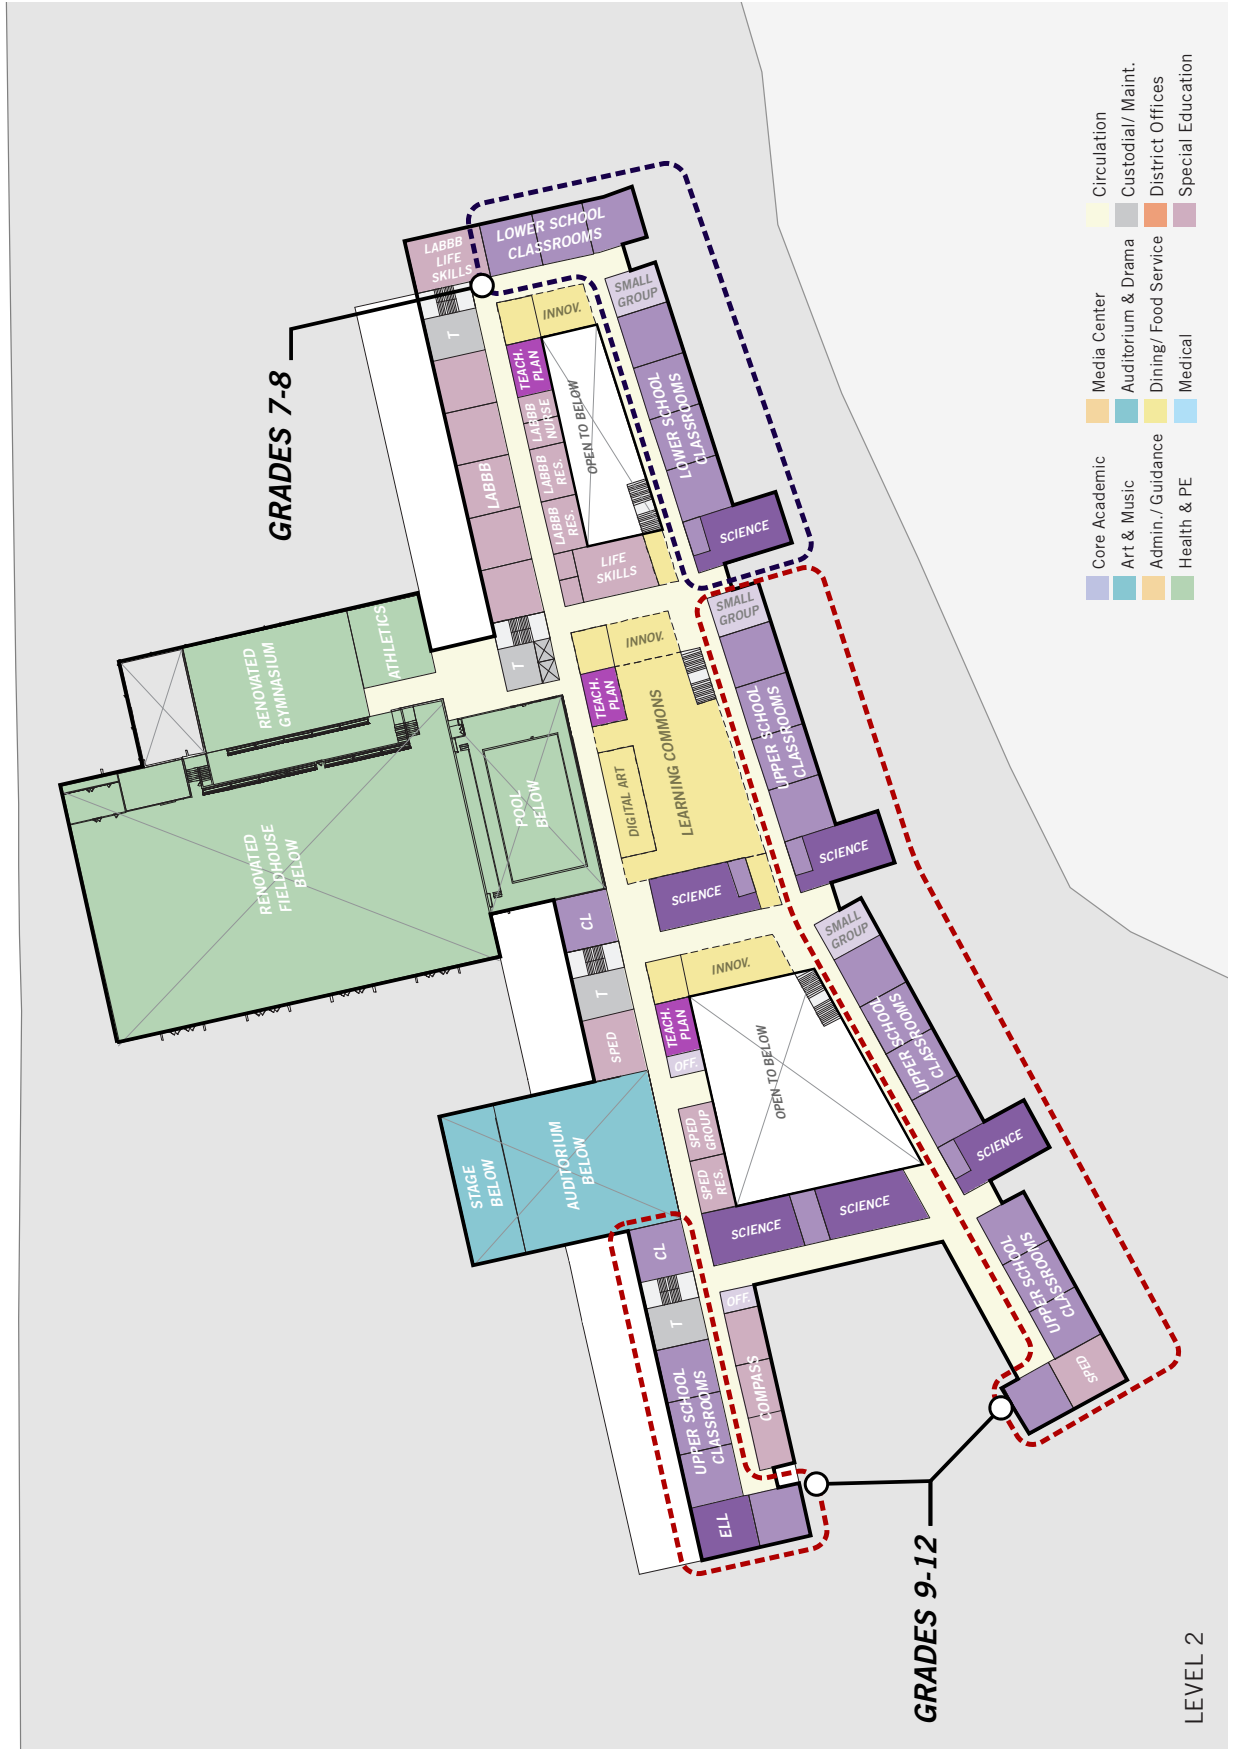 GRADES 7-8
LABBB
LIFE
SKILLS
LOWER SCHOOL
CLASSROOMS
T
INNOV.
SMALL
GROUP
TEACH.
PLAN
LABBB
NURSE
OPEN TO BELOW
LOWER SCHOOL
CLASSROOMS
LABBB
LABBB
RES.
LABBB
RES.
LIFE
SKILLS
SCIENCE
RENOVATED
GYMNASIUM
ATHLETICS
T
INNOV.
SMALL
GROUP
TEACH.
PLAN
UPPER SCHOOL
CLASSROOMS
LEARNING COMMONS
DIGITAL ART
RENOVATED
FIELDHOUSE
BELOW
POOL
BELOW
SCIENCE
SCIENCE
CL
T
SPED
INNOV.
SMALL
GROUP
TEACH.
PLAN
OFF.
OPEN TO BELOW
UPPER SCHOOL
CLASSROOMS
STAGE
BELOW
AUDITORIUM
BELOW
SPED
GROUP
SPED
RES.
SCIENCE
SCIENCE
SCIENCE
CL
T
OFF.
UPPER SCHOOL
CLASSROOMS
COMPASS
UPPER SCHOOL
CLASSROOMS
SPED
ELL
GRADES 9-12
LEVEL 2
Core Academic
Art & Music
Admin./ Guidance
Health & PE
Media Center
Auditorium & Drama
Dining/ Food Service
Medical
Circulation
Custodial/ Maint.
District Offices
Special Education